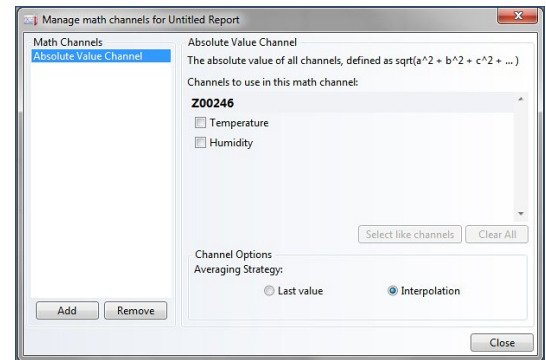 Manage math channels for Untitled Report
Math Channels
Absolute Value Channel
Add
Remove
Absolute Value Channel
The absolute value of all channels, defined as sqrt(a^2 + b^2 + c^2 + ... )
Channels to use in this math channel:
Z00246
Temperature
Humidity
Select like channels
Clear All
Channel Options
Averaging Strategy:
Last value
Interpolation
Close